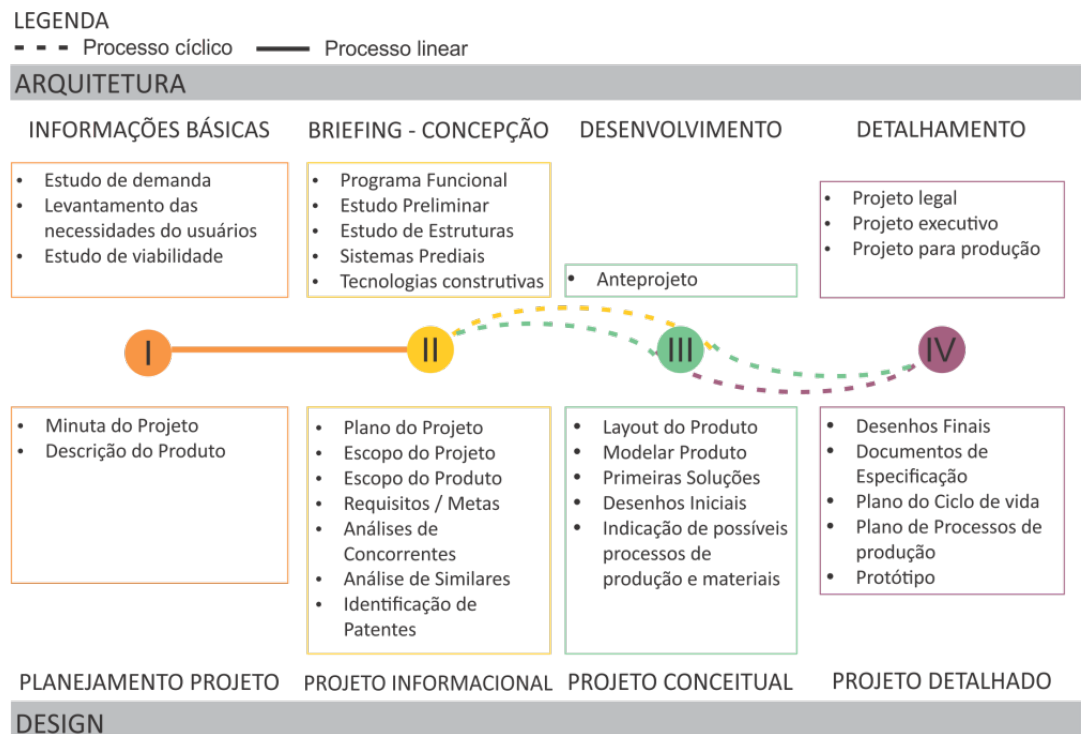 LEGENDA
Processo cíclico Processo linear
ARQUITETURA
INFORMAÇÕES BÁSICAS
BRIEFING - CONCEPÇÃO
DESENVOLVIMENTO
DETALHAMENTO
• Estudo de demanda
• Levantamento das
necessidades do usuários
• Estudo de viabilidade
• Programa Funcional
• Estudo Preliminar
• Estudo de Estruturas
• Sistemas Prediais
• Tecnologias construtivas
• Anteprojeto
• Projeto legal
• Projeto executivo
• Projeto para produção
I
II
III
IV
• Minuta do Projeto
• Descrição do Produto
• Plano do Projeto
• Escopo do Projeto
• Escopo do Produto
• Requisitos / Metas
• Análises de
Concorrentes
• Análise de Similares
• Identificação de
Patentes
• Layout do Produto
• Modelar Produto
• Primeiras Soluções
• Desenhos Iniciais
• Indicação de possíveis
processos de
produção e materiais
• Desenhos Finais
• Documentos de
Especificação
• Plano do Ciclo de vida
• Plano de Processos de
produção
• Protótipo
PLANEJAMENTO PROJETO
PROJETO INFORMACIONAL
PROJETO CONCEITUAL
PROJETO DETALHADO
DESIGN